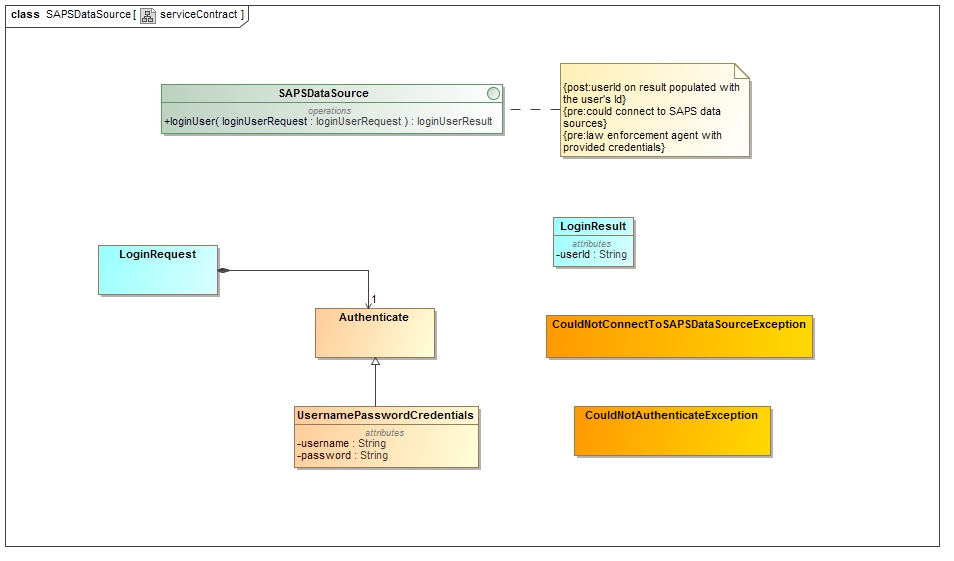 class SAPSDataSource[ serviceContract ]
SAPSDataSource
operations
+loginUser( loginUserRequest : loginUserRequest ) : loginUserResult
{post:userId on result populated with
the user's Id}
{pre:could connect to SAPS data
sources}
{pre:law enforcement agent with
provided credentials}
LoginResult
attributes
-userId : String
LoginRequest
1
Authenticate
CouldNotConnectToSAPSDataSourceException
UsernamePasswordCredentials
attributes
-username : String
-password : String
CouldNotAuthenticateException